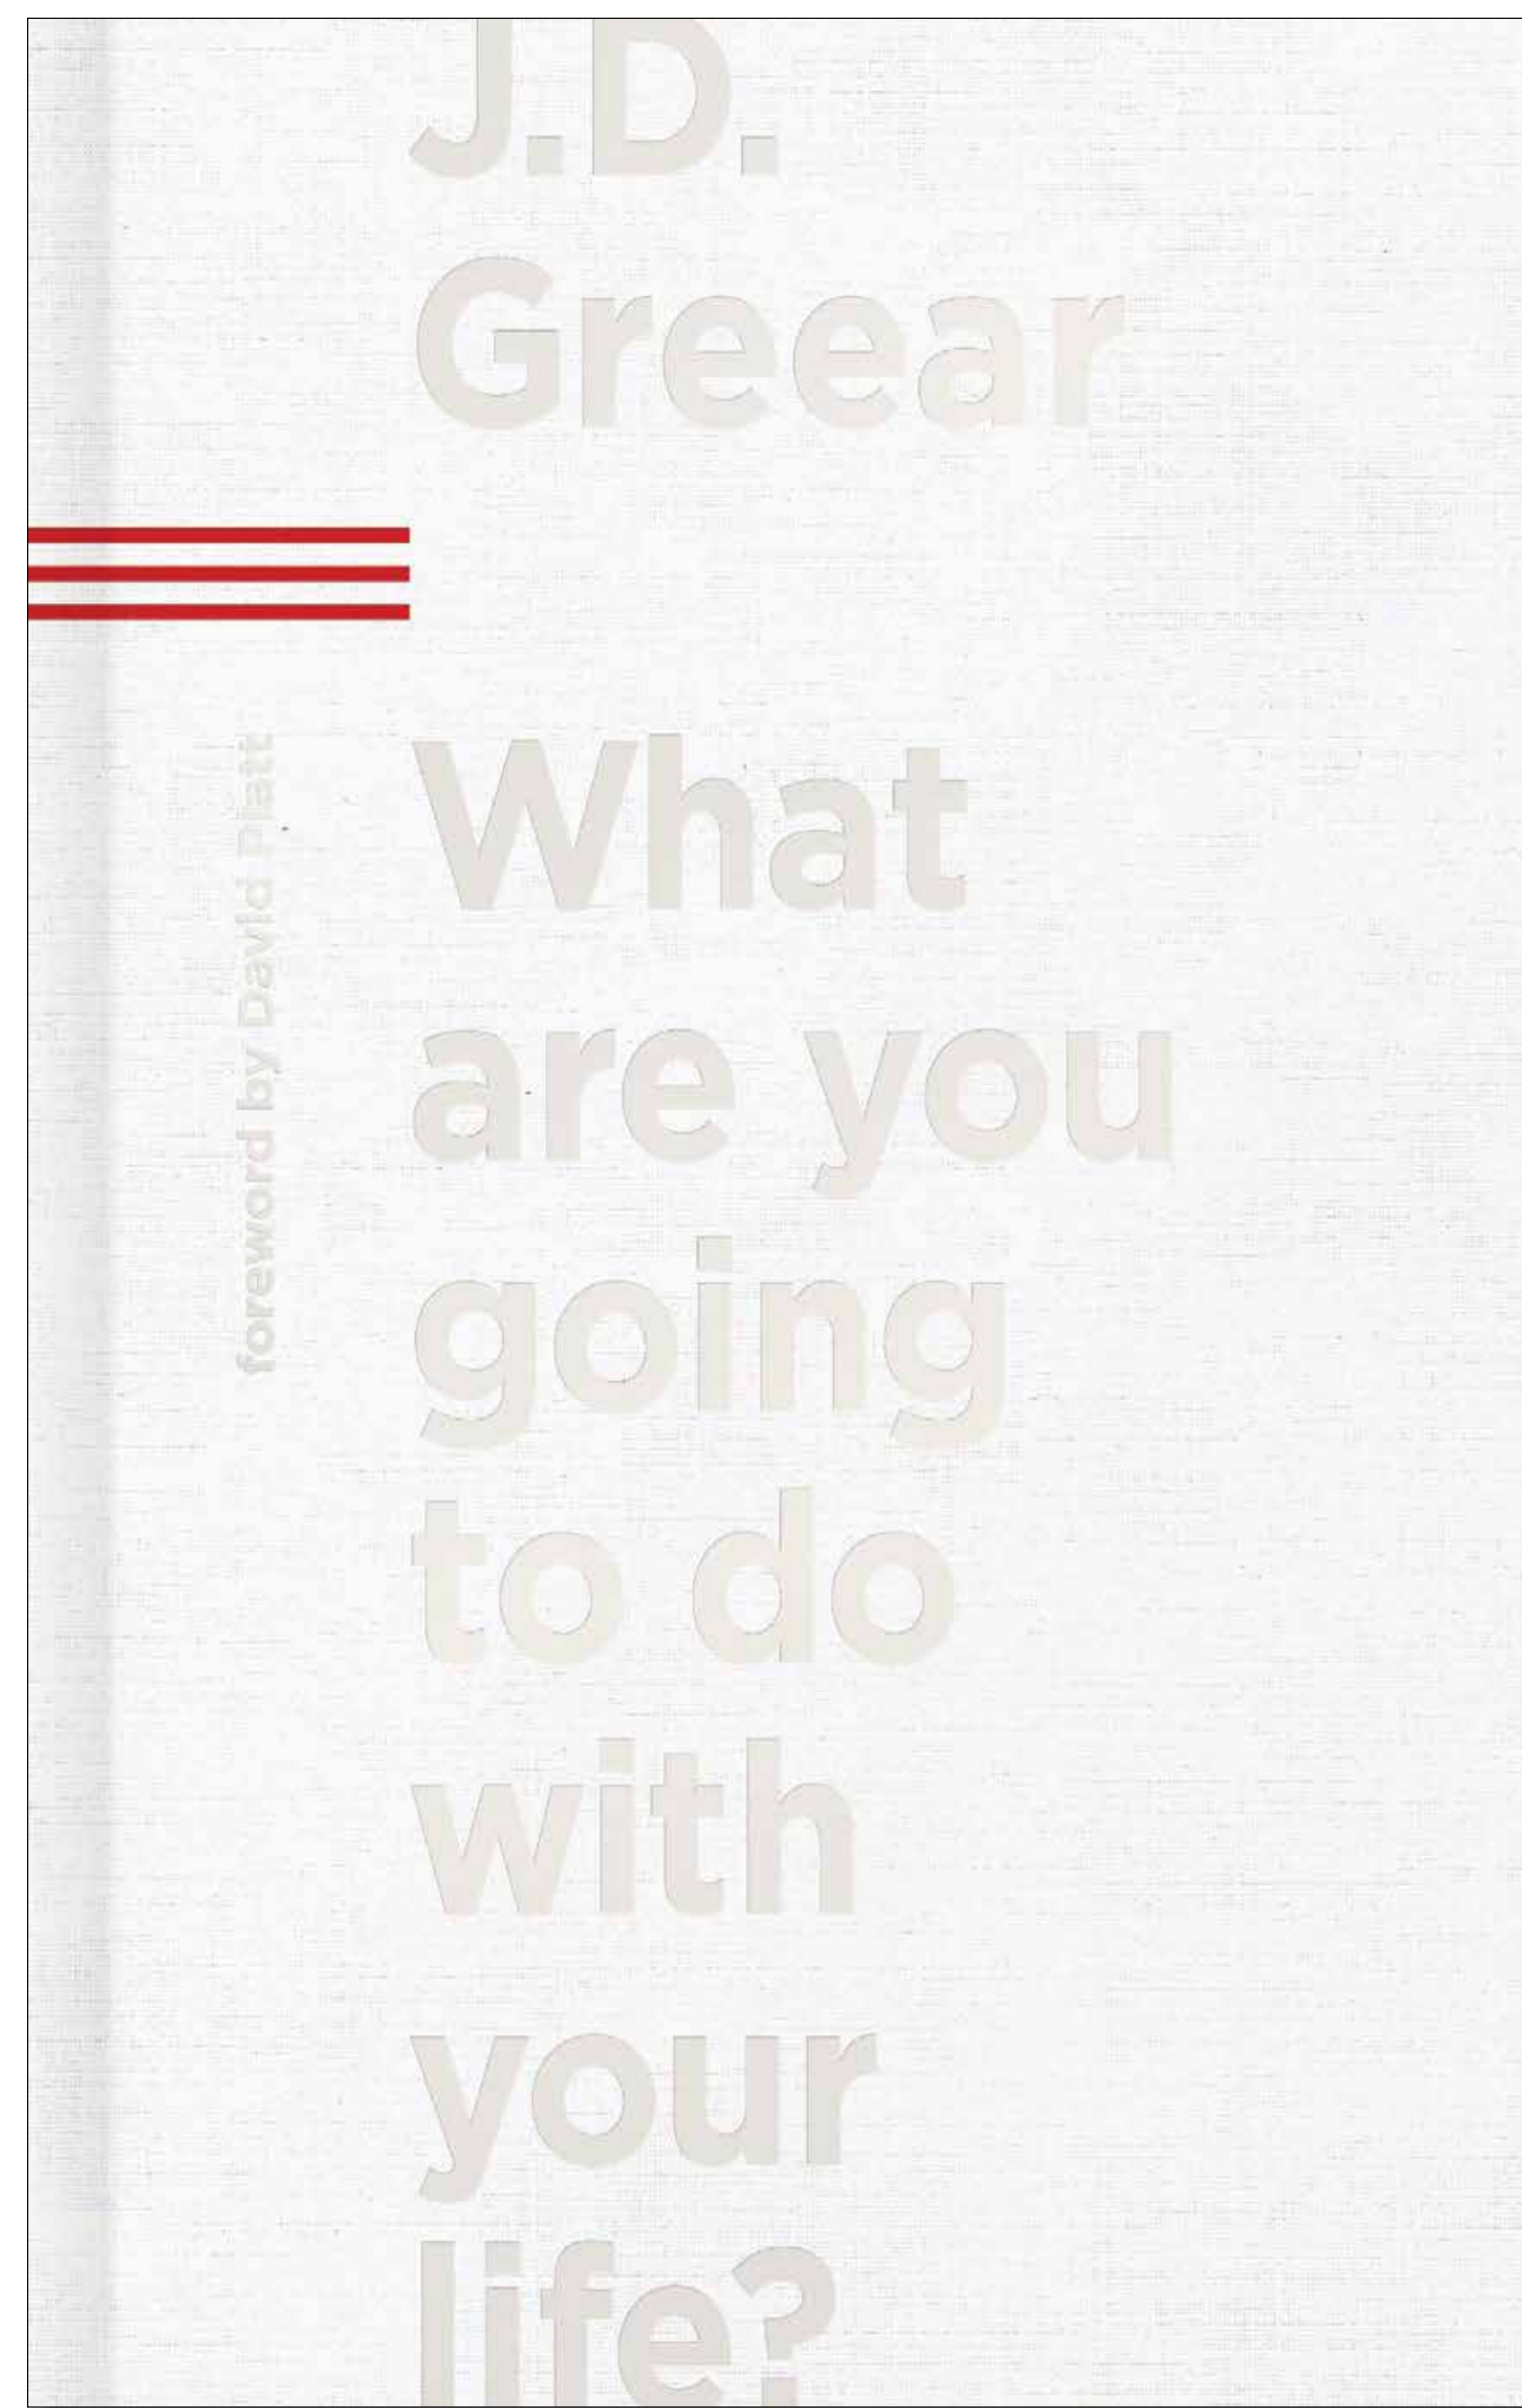 J.D.
Greear
foreword by David Platt
What
are you
going
to do
with
your
life?